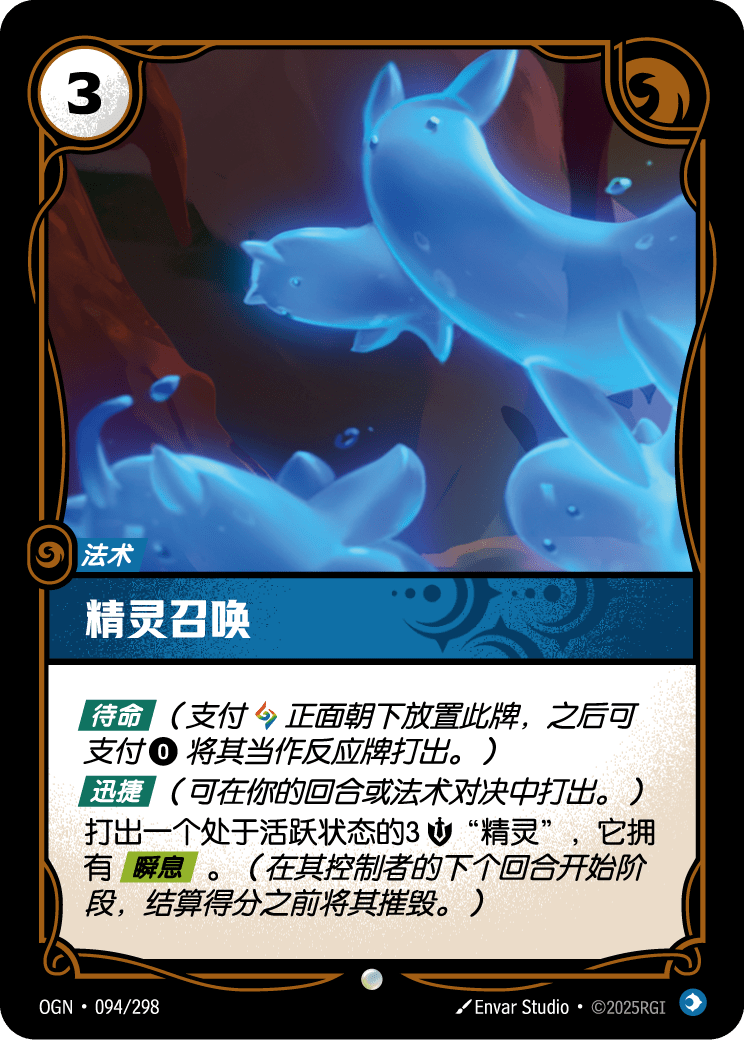 3
法术
精灵召唤
待命（支付 正面朝下放置此牌，之后可
支付 0 将其当作反应牌打出。）
迅捷（可在你的回合或法术对决中打出。）
打出一个处于活跃状态的3 “精灵”，它拥
有 瞬息 。（在其控制者的下个回合开始阶
段，结算得分之前将其摧毁。）
OGN • 094/298
Envar Studio • ©2025RGI